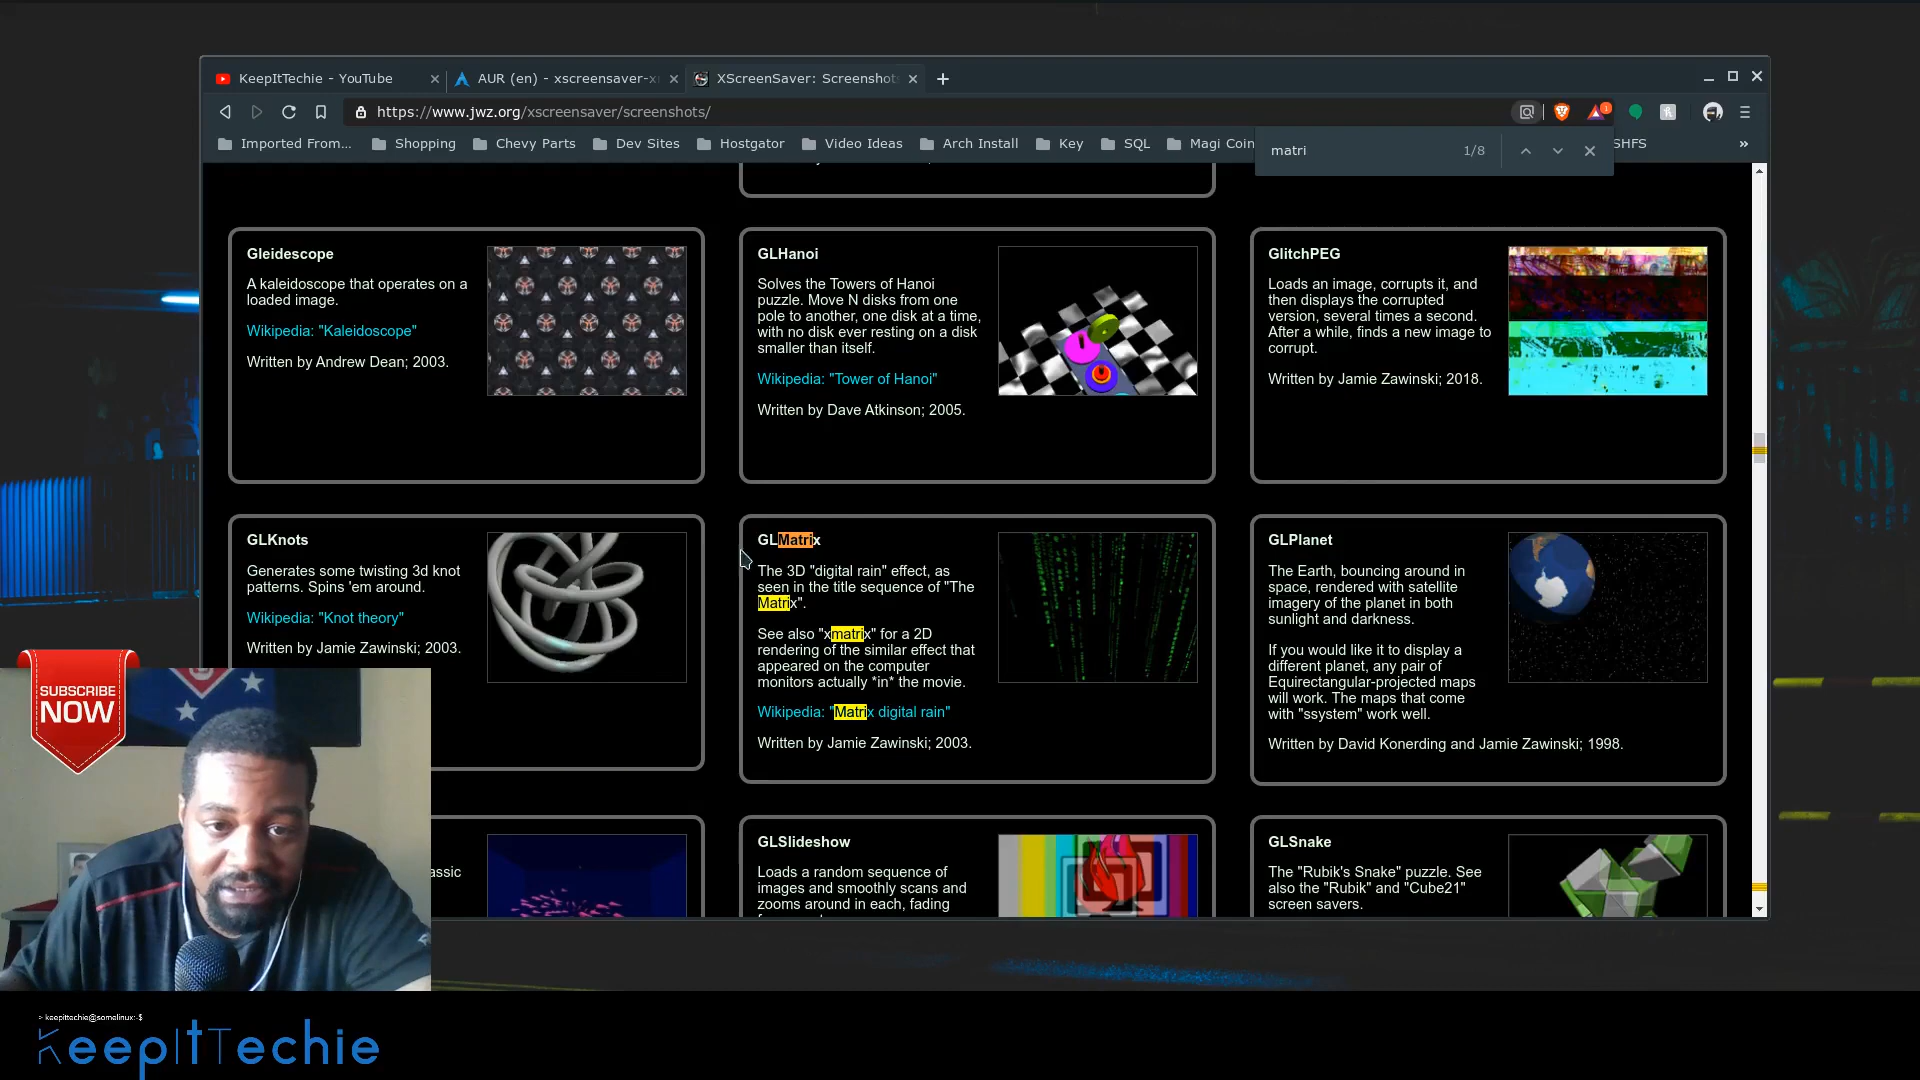 KeepItTechie - YouTube
AUR (en) - xscreensaver-x
XScreenSaver: Screenshot
https://www.jwz.org/xscreensaver/screenshots/
1
Imported From...
Shopping
Chevy Parts
Dev Sites
Hostgator
Video Ideas
Arch Install
Key
SQL
Magi Coin
SHFS
»
matri
1/8
Gleidescope
A kaleidoscope that operates on a
loaded image.
Wikipedia: "Kaleidoscope"
Written by Andrew Dean; 2003.
GLHanoi
Solves the Towers of Hanoi
puzzle. Move N disks from one
pole to another, one disk at a time,
with no disk ever resting on a disk
smaller than itself.
Wikipedia: "Tower of Hanoi"
Written by Dave Atkinson; 2005.
GlitchPEG
Loads an image, corrupts it, and
then displays the corrupted
version, several times a second.
After a while, finds a new image to
corrupt.
Written by Jamie Zawinski; 2018.
GLKnots
Generates some twisting 3d knot
patterns. Spins 'em around.
Wikipedia: "Knot theory"
Written by Jamie Zawinski; 2003.
GLMatrix
The 3D "digital rain" effect, as
seen in the title sequence of "The
Matrix".
See also "xmatrix" for a 2D
rendering of the similar effect that
appeared on the computer
monitors actually *in* the movie.
Wikipedia: "Matrix digital rain"
Written by Jamie Zawinski; 2003.
GLPlanet
The Earth, bouncing around in
space, rendered with satellite
imagery of the planet in both
sunlight and darkness.
If you would like it to display a
different planet, any pair of
Equirectangular-projected maps
will work. The maps that come
with "ssystem" work well.
Written by David Konerding and Jamie Zawinski; 1998.
assic
GLSlideshow
Loads a random sequence of
images and smoothly scans and
zooms around in each, fading
GLSnake
The "Rubik's Snake" puzzle. See
also the "Rubik" and "Cube21"
screen savers.
SUBSCRIBE
NOW
> keepittechie@somelinux:-$
KeepItTechie